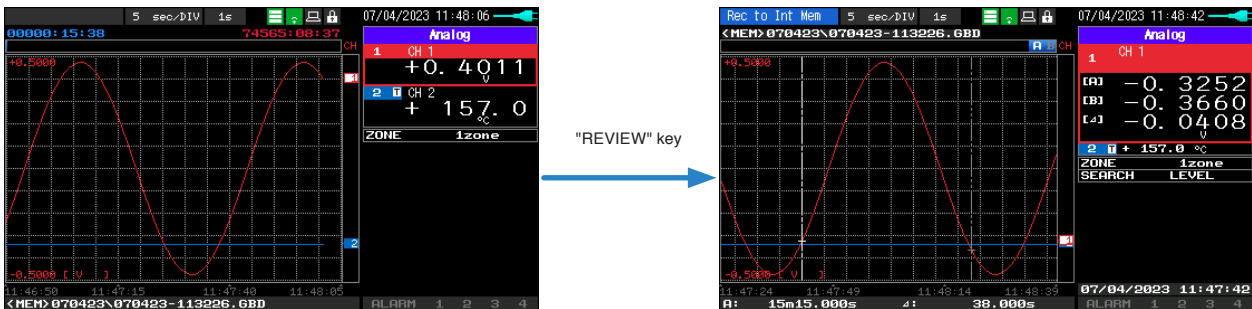 5 sec/DIV 1s 07/04/2023 11:48:06
00000:15:38 74565:08:37
CH
+0.5000
1
2
-0.5000 [ V ]
11:46:50 11:47:15 11:47:40 11:48:05
<MEM>070423\070423-113226.GBD
Analog
1 CH 1
+0.4011
V
2 T CH 2
+ 157.0
°C
ZONE 1zone
ALARM 1 2 3 4
"REVIEW" key
Rec to Int Mem 5 sec/DIV 1s 07/04/2023 11:48:42
<MEM>070423\070423-113226.GBD
A B CH
+0.5000
1
-0.5000 [ V ]
11:47:24 11:47:49 11:48:14 11:48:39
A: 15m15.000s ⊿: 38.000s
Analog
1 CH 1
[A] -0.3252
[B] -0.3660
[⊿] -0.0408
V
2 T + 157.0 °C
ZONE 1zone
SEARCH LEVEL
07/04/2023 11:47:42
ALARM 1 2 3 4